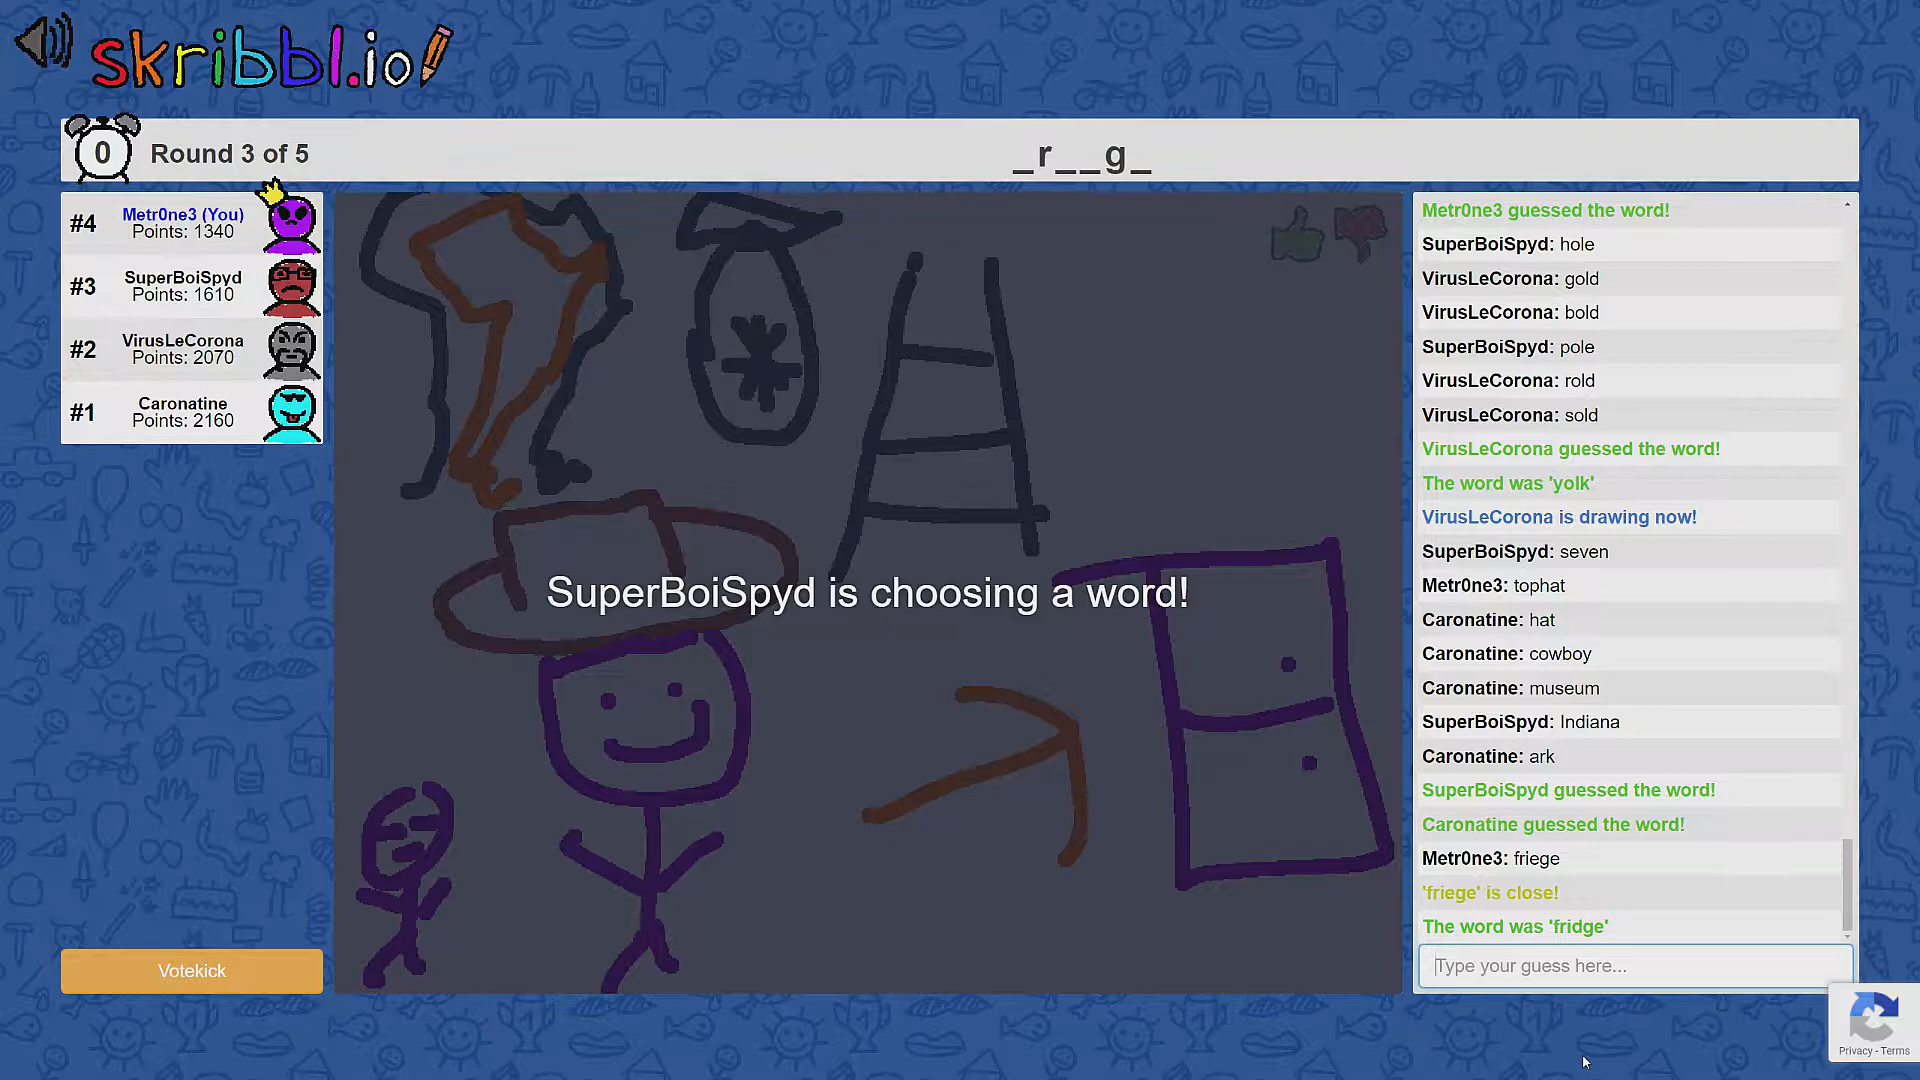 skribbl.io
0
Round 3 of 5
_r__g_
#4
Metr0ne3 (You)
Points: 1340
#3
SuperBoiSpyd
Points: 1610
#2
VirusLeCorona
Points: 2070
#1
Caronatine
Points: 2160
Votekick
SuperBoiSpyd is choosing a word!
Metr0ne3 guessed the word!
SuperBoiSpyd: hole
VirusLeCorona: gold
VirusLeCorona: bold
SuperBoiSpyd: pole
VirusLeCorona: rold
VirusLeCorona: sold
VirusLeCorona guessed the word!
The word was 'yolk'
VirusLeCorona is drawing now!
SuperBoiSpyd: seven
Metr0ne3: tophat
Caronatine: hat
Caronatine: cowboy
Caronatine: museum
SuperBoiSpyd: Indiana
Caronatine: ark
SuperBoiSpyd guessed the word!
Caronatine guessed the word!
Metr0ne3: friege
'friege' is close!
The word was 'fridge'
Type your guess here...
Privacy - Terms